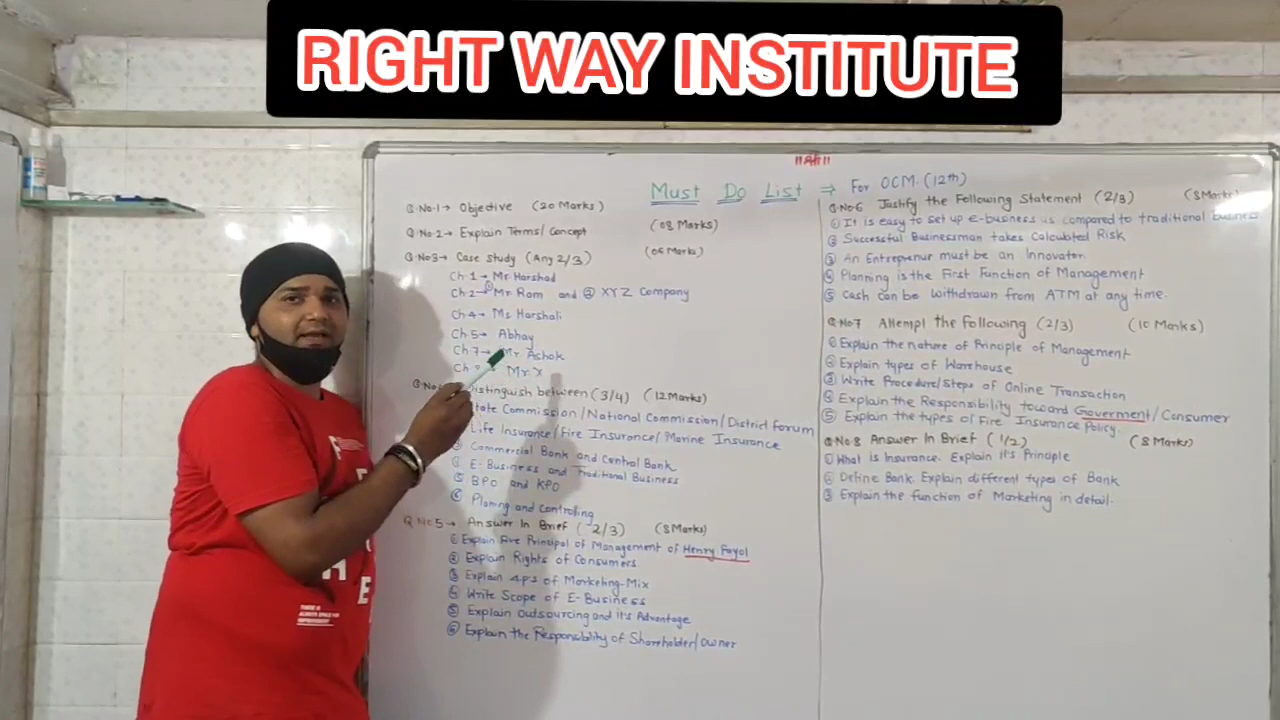 RIGHT WAY INSTITUTE
Must Do List ⇒ For OCM. (12th)
Q.No.1→ Objective (20 Marks)
Q.No.2→ Explain Terms/Concept (08 Marks)
Q.No3→ Case study (Any 2/3) (06 Mark)
Ch.1→ Mr. Harshad
Ch.2→ ① Mr. Ram and ② XYZ Company
Ch.4→ Ms Harshali
Ch.5→ Abhay
Ch.7→ Mr. Ashok
Ch. Mr. X
Q.No Distinguish between (3/4) (12 Marks)
State Commission/National Commission/District forum
Life Insurance/Fire Insurance/Marine Insurance
③ Commercial Bank and Central Bank
④ E-Business and Traditional Business
⑤ BPO and KPO
⑥ Planing and Controlling
Q No 5→ Answer In Brief (2/3) (8 Marks)
① Explain Five Principal of Management of Henry Fayol
② Explain Rights of Consumers
③ Explain 4p's of Marketing-Mix
④ Write Scope of E-Business
⑤ Explain Outsourcing and it's Advantage
⑥ Explain the Responsibility of Shareholder/Owner
Q.No.6 Justify the Following Statement (2/3) (8 Marks)
① It is easy to set up e-business as compared to traditional business
② Successful Businessman takes Calculated Risk
③ An Entreprenur must be an Innovator.
④ Planning is the First Function of Management
⑤ Cash can be withdrawn from ATM at any time.
Q.No7 Attempt the following (2/3) (10 Marks)
① Explain the nature of Principle of Management
② Explain types of Warehouse
③ Write Procedure/Steps of Online Transaction
④ Explain the Responsibility toward Goverment/Consumer
⑤ Explain the types of Fire Insurance Policy.
Q.No.8 Answer In Brief (1/2) (8 Marks)
① What is Insurance. Explain it's Principle
② Define Bank. Explain different types of Bank
③ Explain the function of Marketing in detail.
THERE IS
ALWAYS SPACE FOR
IMPROVEMENT